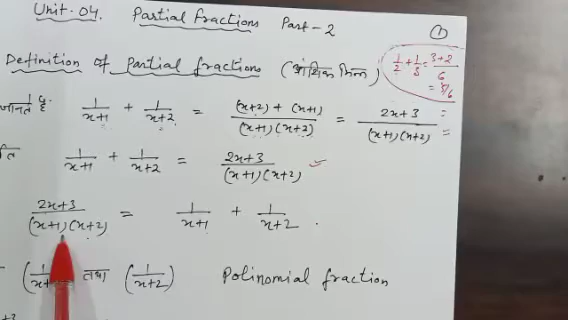 Unit-04. Partial Fractions Part-2 ①
Definition of Partial fractions (आंशिक भिन्न)
1/2 + 1/3 = 3+2/6
= 5/6
जानते हैं 1/x+1 + 1/x+2 = (x+2) + (x+1)/(x+1)(x+2) = 2x+3/(x+1)(x+2) =
1/x+1 + 1/x+2 = 2x+3/(x+1)(x+2) ✓
2x+3/(x+1)(x+2) = 1/x+1 + 1/x+2 .
तथा (1/x+2) Polinomial fraction